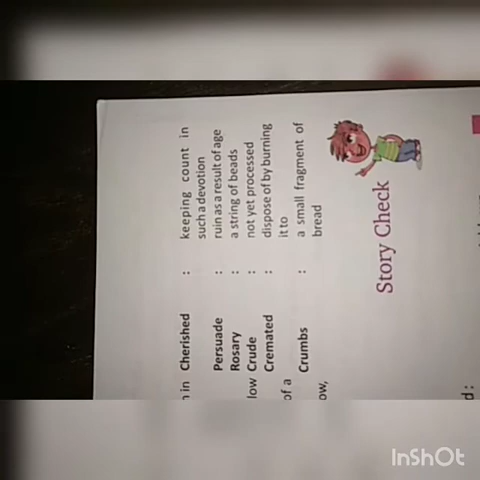 n in Cherished : keeping count in
such a devotion
Persuade : ruin as a result of age
Rosary : a string of beads
low Crude : not yet processed
Cremated : dispose of by burning
it to
of a
Crumbs : a small fragment of
ow, bread
Story Check
d:
InShOt